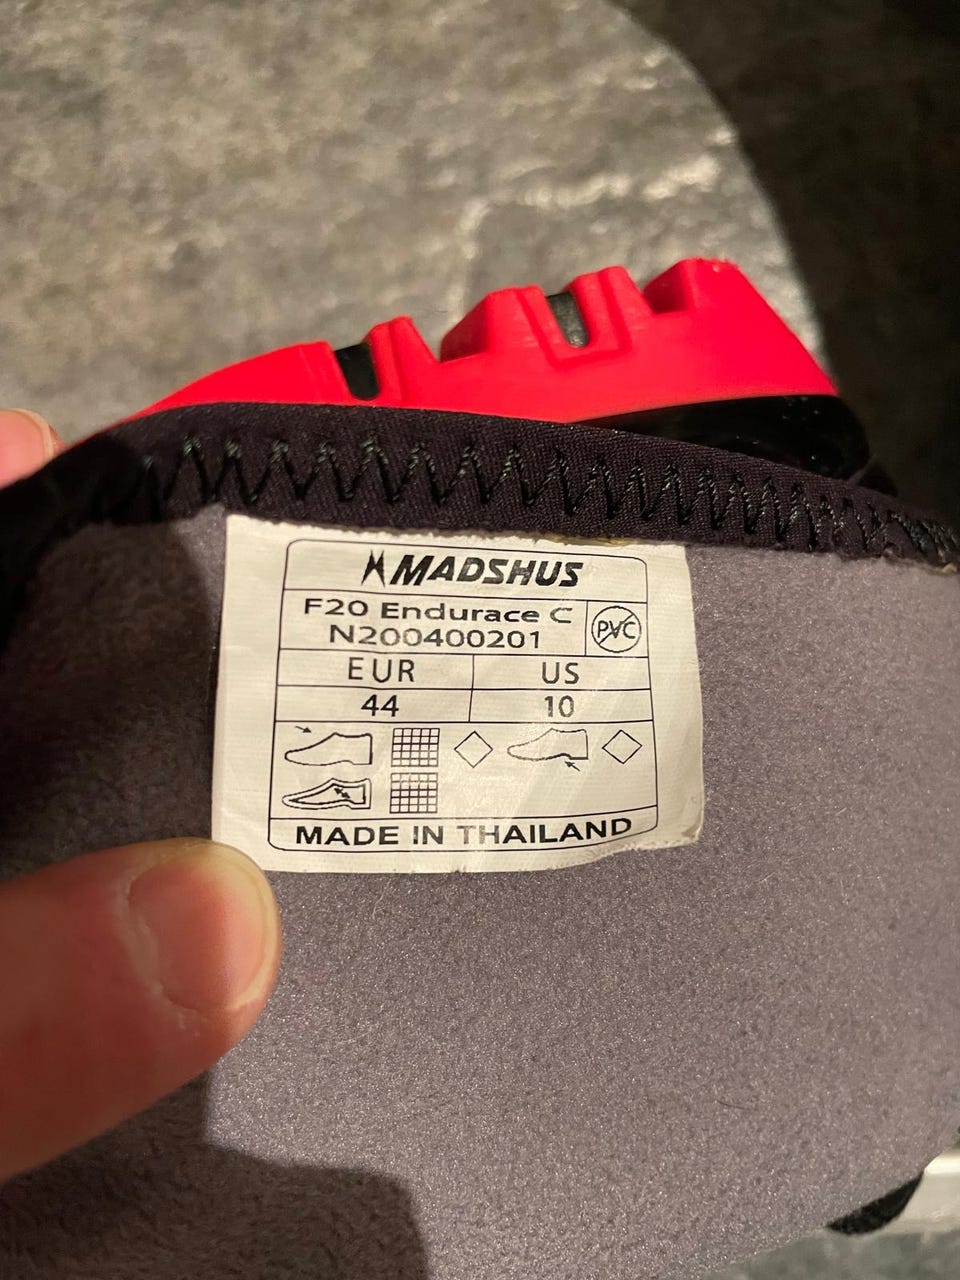 MADSHUS
F20 Endurace C
N200400201
PVC
EUR US
44 10
MADE IN THAILAND